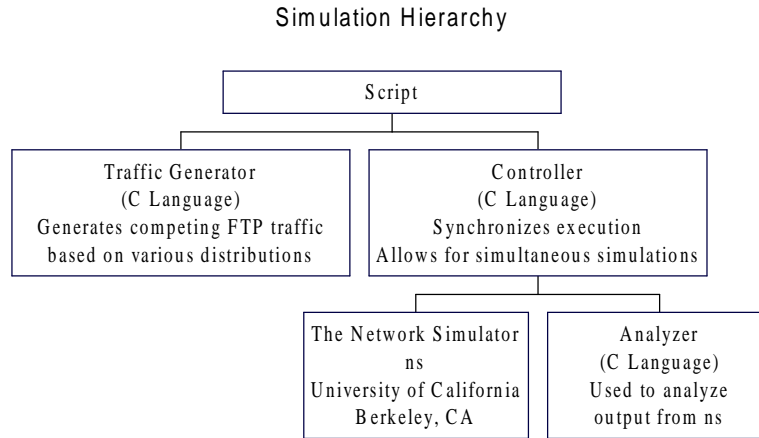 Simulation Hierarchy
Script
Traffic Generator
(C Language)
Generates competing FTP traffic
based on various distributions
Controller
(C Language)
Synchronizes execution
Allows for simultaneous simulations
The Network Simulator
ns
University of California
Berkeley, CA
Analyzer
(C Language)
Used to analyze
output from ns